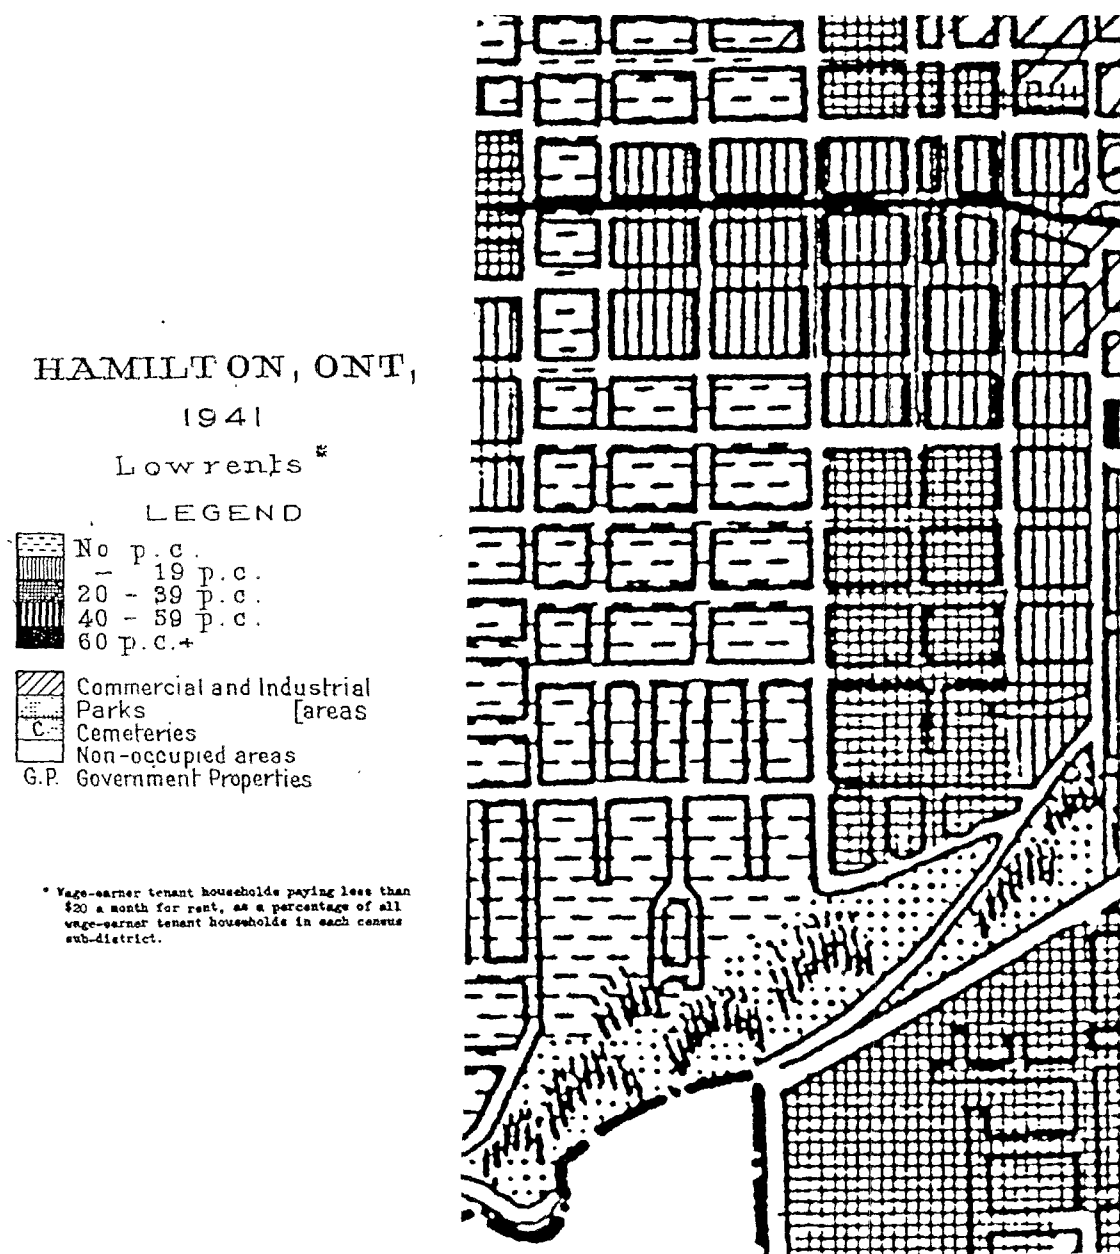 HAMILTON, ONT,
1941
Low rents *
LEGEND
No p.c.
- 19 p.c.
20 - 39 p.c.
40 - 59 p.c.
60 p.c.+
Commercial and Industrial
Parks [areas
C Cemeteries
Non-occupied areas
G.P. Government Properties
* Wage-earner tenant households paying less than
$20 a month for rent, as a percentage of all
wage-earner tenant households in each census
sub-district.